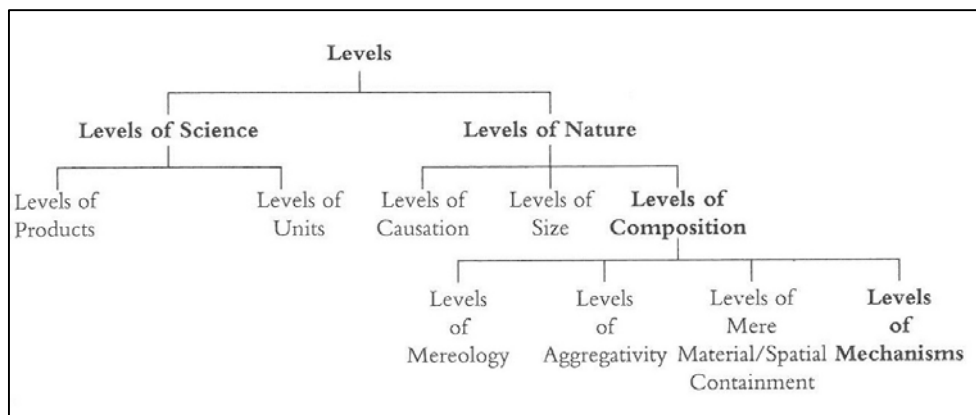 Levels
Levels of Science
Levels of Nature
Levels of
Products
Levels of
Units
Levels of
Causation
Levels of
Size
Levels of
Composition
Levels
of
Mereology
Levels
of
Aggregativity
Levels of
Mere
Material/Spatial
Containment
Levels
of
Mechanisms